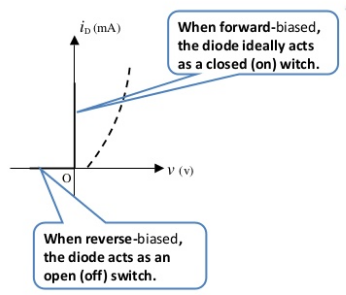 i_D (mA)
When forward-biased,
the diode ideally acts
as a closed (on) witch.
v (v)
O
When reverse-biased,
the diode acts as an
open (off) switch.